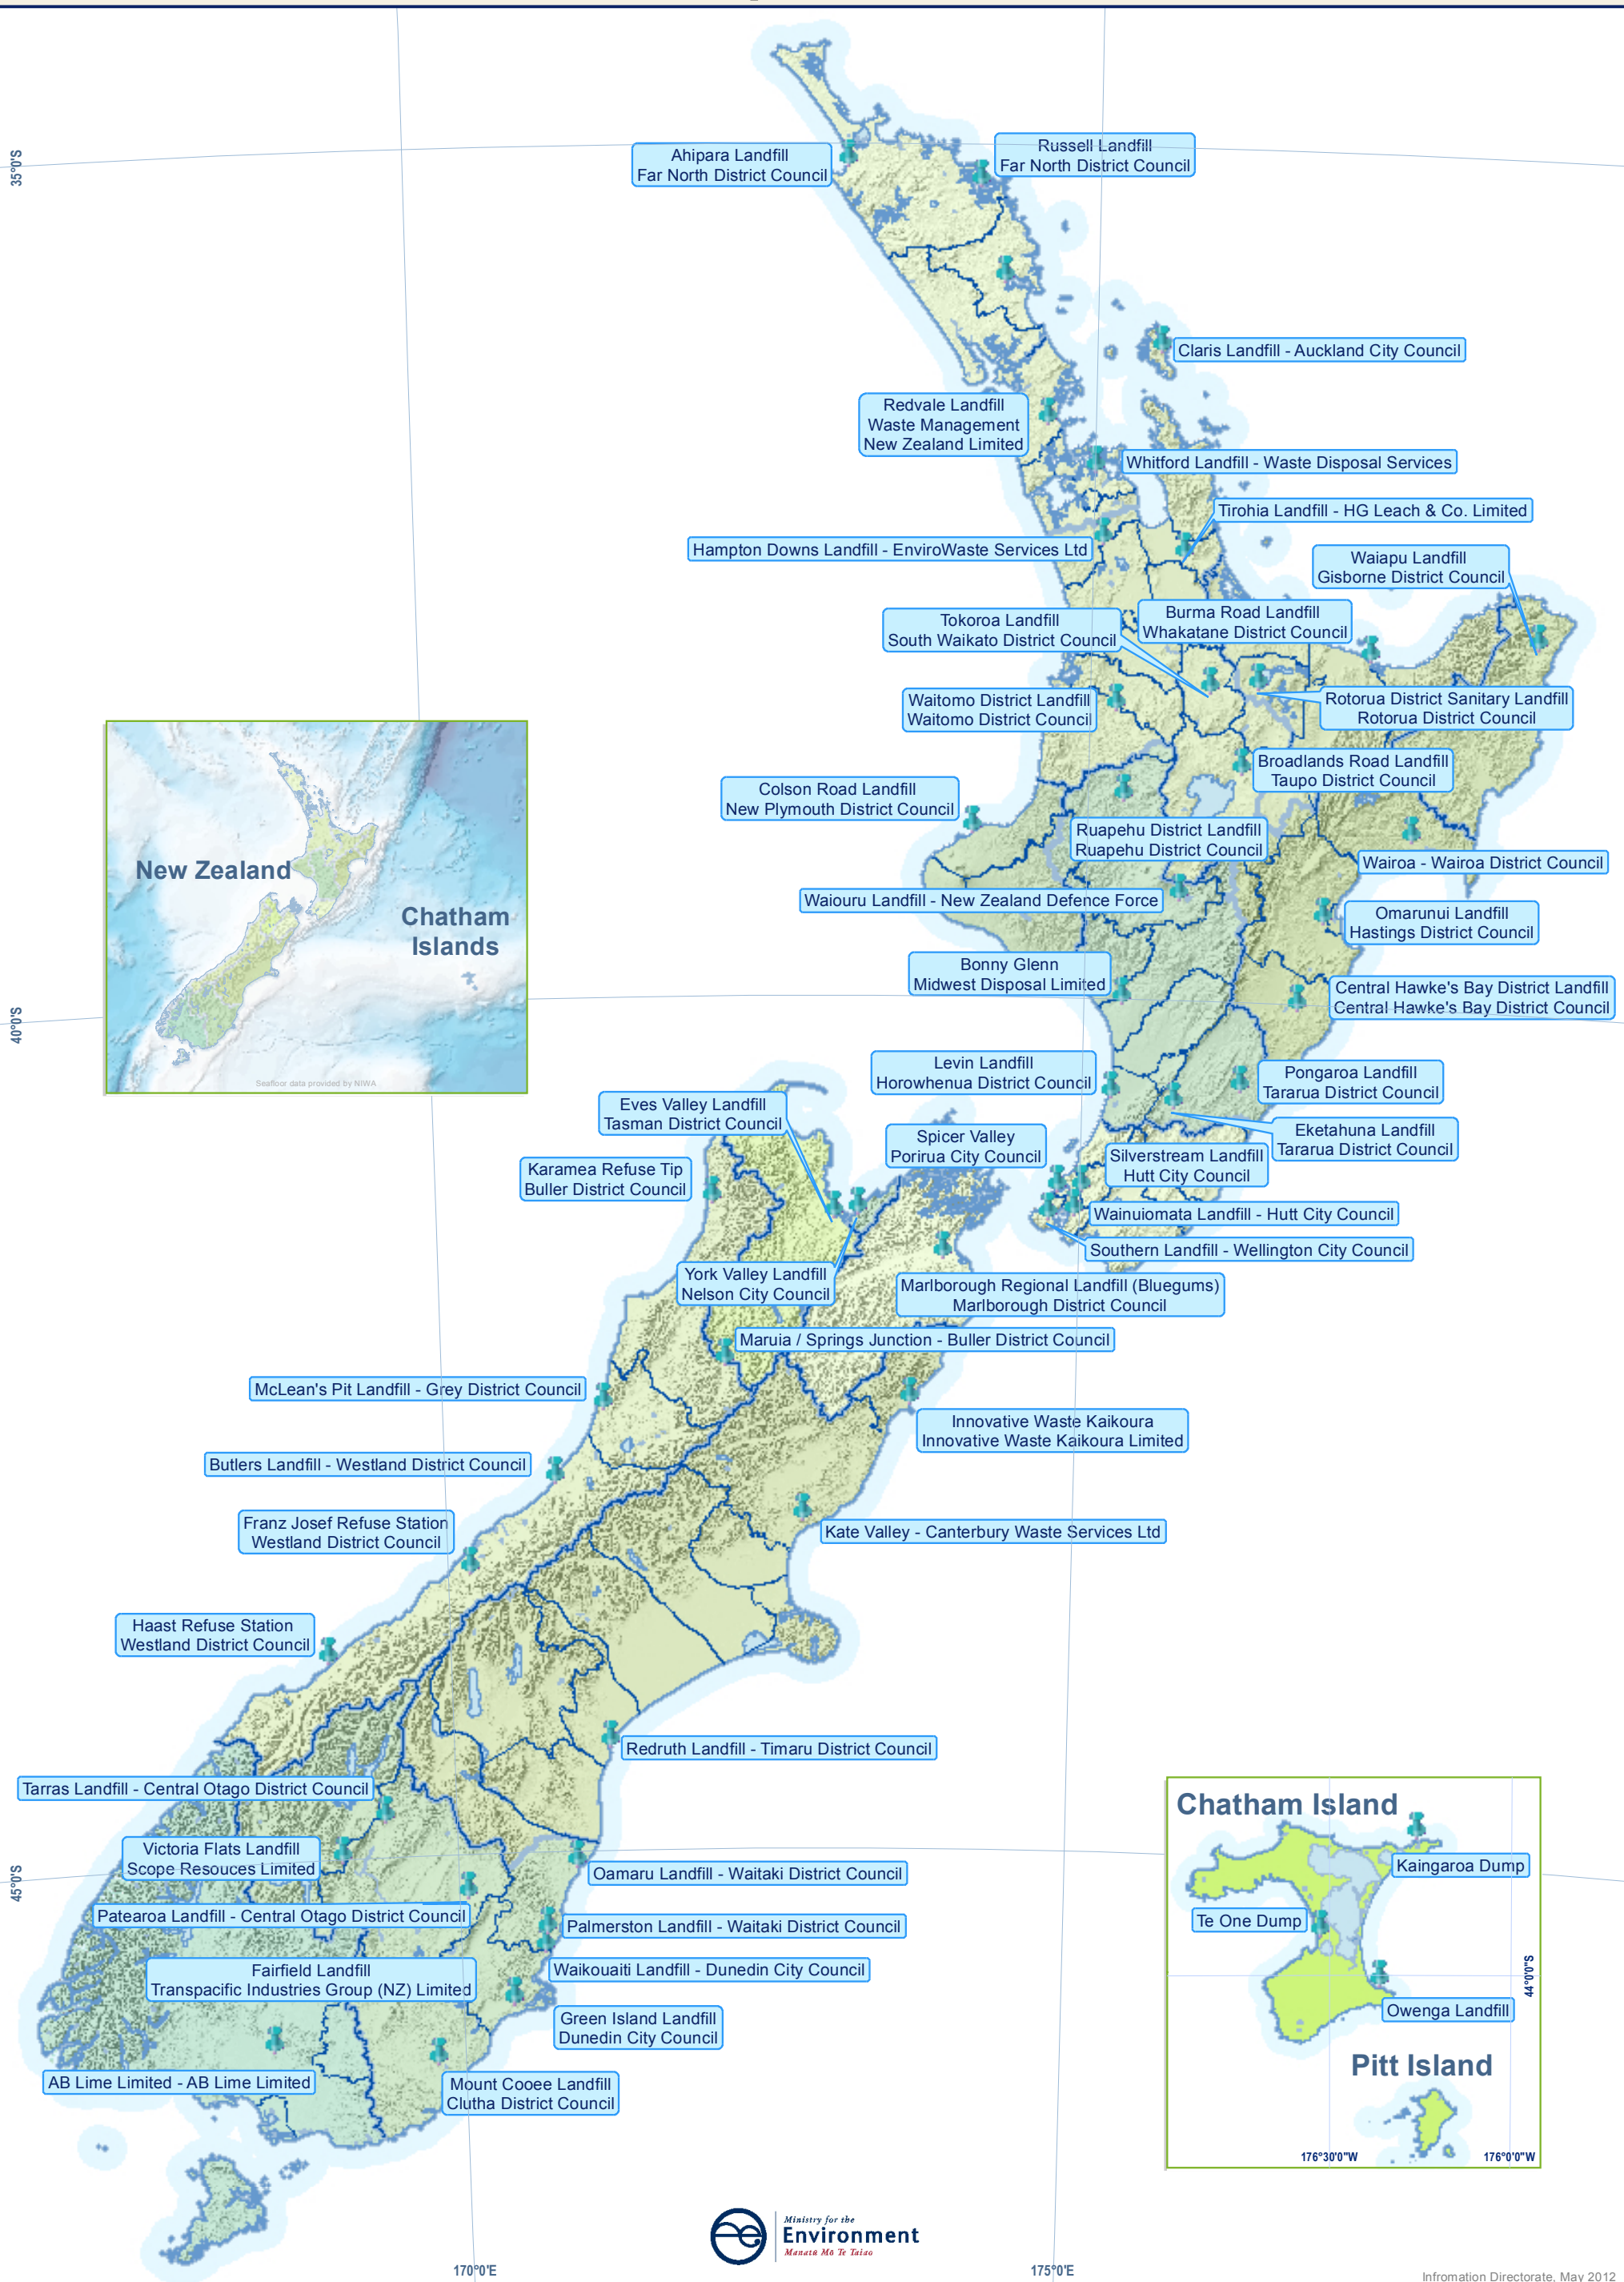 35°0'S
Ahipara Landfill
Far North District Council
Russell Landfill
Far North District Council
Claris Landfill - Auckland City Council
Redvale Landfill
Waste Management
New Zealand Limited
Whitford Landfill - Waste Disposal Services
Tirohia Landfill - HG Leach & Co. Limited
Hampton Downs Landfill - EnviroWaste Services Ltd
Waiapu Landfill
Gisborne District Council
Burma Road Landfill
Whakatane District Council
Tokoroa Landfill
South Waikato District Council
Waitomo District Landfill
Waitomo District Council
Rotorua District Sanitary Landfill
Rotorua District Council
Broadlands Road Landfill
Taupo District Council
Colson Road Landfill
New Plymouth District Council
Ruapehu District Landfill
Ruapehu District Council
Wairoa - Wairoa District Council
Waiouru Landfill - New Zealand Defence Force
Omarunui Landfill
Hastings District Council
Bonny Glenn
Midwest Disposal Limited
Central Hawke's Bay District Landfill
Central Hawke's Bay District Council
New Zealand
Chatham
Islands
Seafloor data provided by NIWA
40°0'S
Levin Landfill
Horowhenua District Council
Pongaroa Landfill
Tararua District Council
Eketahuna Landfill
Tararua District Council
Eves Valley Landfill
Tasman District Council
Spicer Valley
Porirua City Council
Silverstream Landfill
Hutt City Council
Karamea Refuse Tip
Buller District Council
Wainuiomata Landfill - Hutt City Council
Southern Landfill - Wellington City Council
York Valley Landfill
Nelson City Council
Marlborough Regional Landfill (Bluegums)
Marlborough District Council
Maruia / Springs Junction - Buller District Council
McLean's Pit Landfill - Grey District Council
Innovative Waste Kaikoura
Innovative Waste Kaikoura Limited
Butlers Landfill - Westland District Council
Franz Josef Refuse Station
Westland District Council
Kate Valley - Canterbury Waste Services Ltd
Haast Refuse Station
Westland District Council
Redruth Landfill - Timaru District Council
Tarras Landfill - Central Otago District Council
Victoria Flats Landfill
Scope Resouces Limited
Oamaru Landfill - Waitaki District Council
45°0'S
Patearoa Landfill - Central Otago District Council
Palmerston Landfill - Waitaki District Council
Fairfield Landfill
Transpacific Industries Group (NZ) Limited
Waikouaiti Landfill - Dunedin City Council
Green Island Landfill
Dunedin City Council
AB Lime Limited - AB Lime Limited
Mount Cooee Landfill
Clutha District Council
Chatham Island
Kaingaroa Dump
Te One Dump
44°0'0"S
Owenga Landfill
Pitt Island
176°30'0"W
176°0'0"W
Ministry for the
Environment
Manatū Mō Te Taiao
170°0'E
175°0'E
Infromation Directorate, May 2012